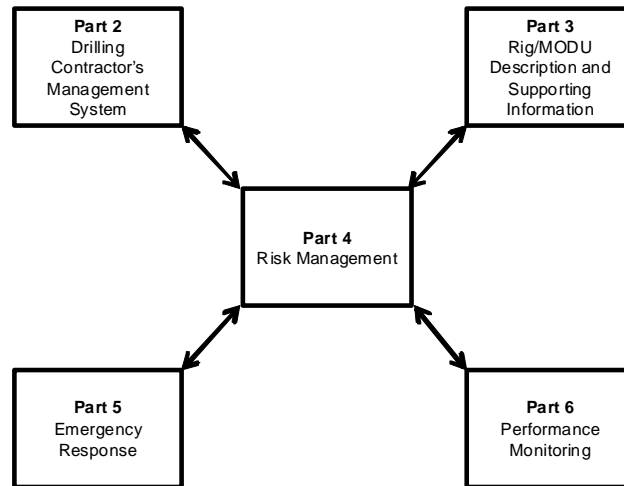 Part 2
Drilling
Contractor's
Management
System
Part 3
Rig/MODU
Description and
Supporting
Information
Part 4
Risk Management
Part 5
Emergency
Response
Part 6
Performance
Monitoring